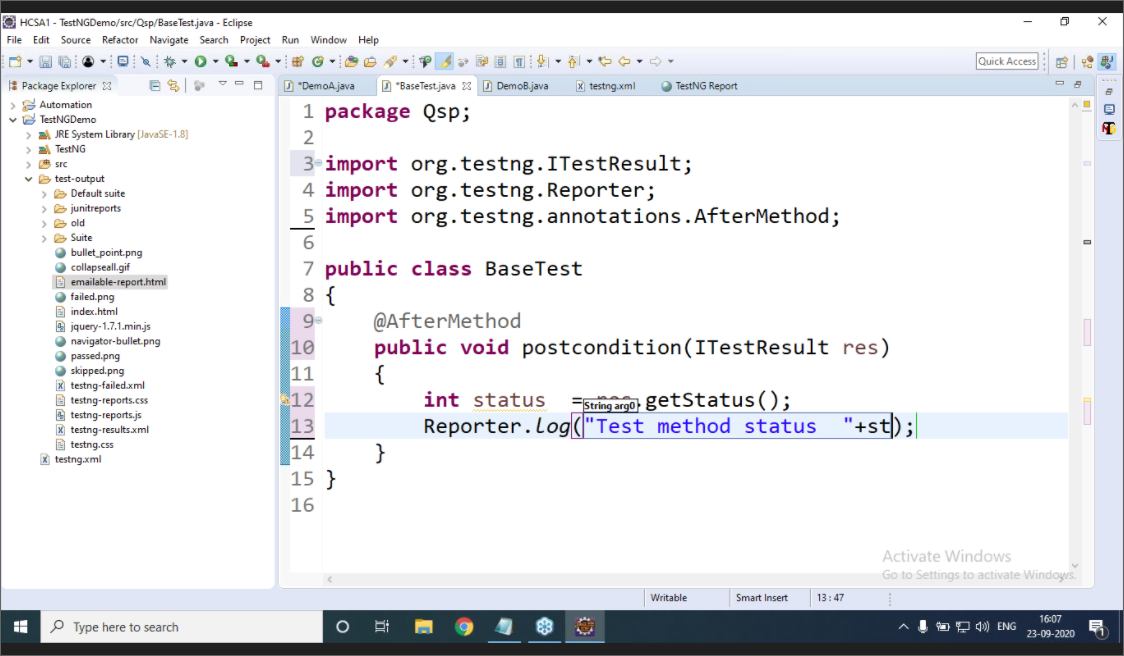 HCSA1 - TestNGDemo/src/Qsp/BaseTest.java - Eclipse
File Edit Source Refactor Navigate Search Project Run Window Help
Quick Access
Package Explorer
*DemoA.java *BaseTest.java DemoB.java testng.xml TestNG Report
Automation
TestNGDemo
JRE System Library [JavaSE-1.8]
TestNG
src
test-output
Default suite
junitreports
old
Suite
bullet_point.png
collapseall.gif
emailable-report.html
failed.png
index.html
jquery-1.7.1.min.js
navigator-bullet.png
passed.png
skipped.png
testng-failed.xml
testng-reports.css
testng-reports.js
testng-results.xml
testng.css
testng.xml
1 package Qsp;
2
3 import org.testng.ITestResult;
4 import org.testng.Reporter;
5 import org.testng.annotations.AfterMethod;
6
7 public class BaseTest
8 {
9 @AfterMethod
10 public void postcondition(ITestResult res)
11 {
12 int status = .getStatus();
String arg0
13 Reporter.log("Test method status "+st);
14 }
15 }
16
Activate Windows
Go to Settings to activate Windows.
Writable Smart Insert 13 : 47
Type here to search
ENG
16:07
23-09-2020
1